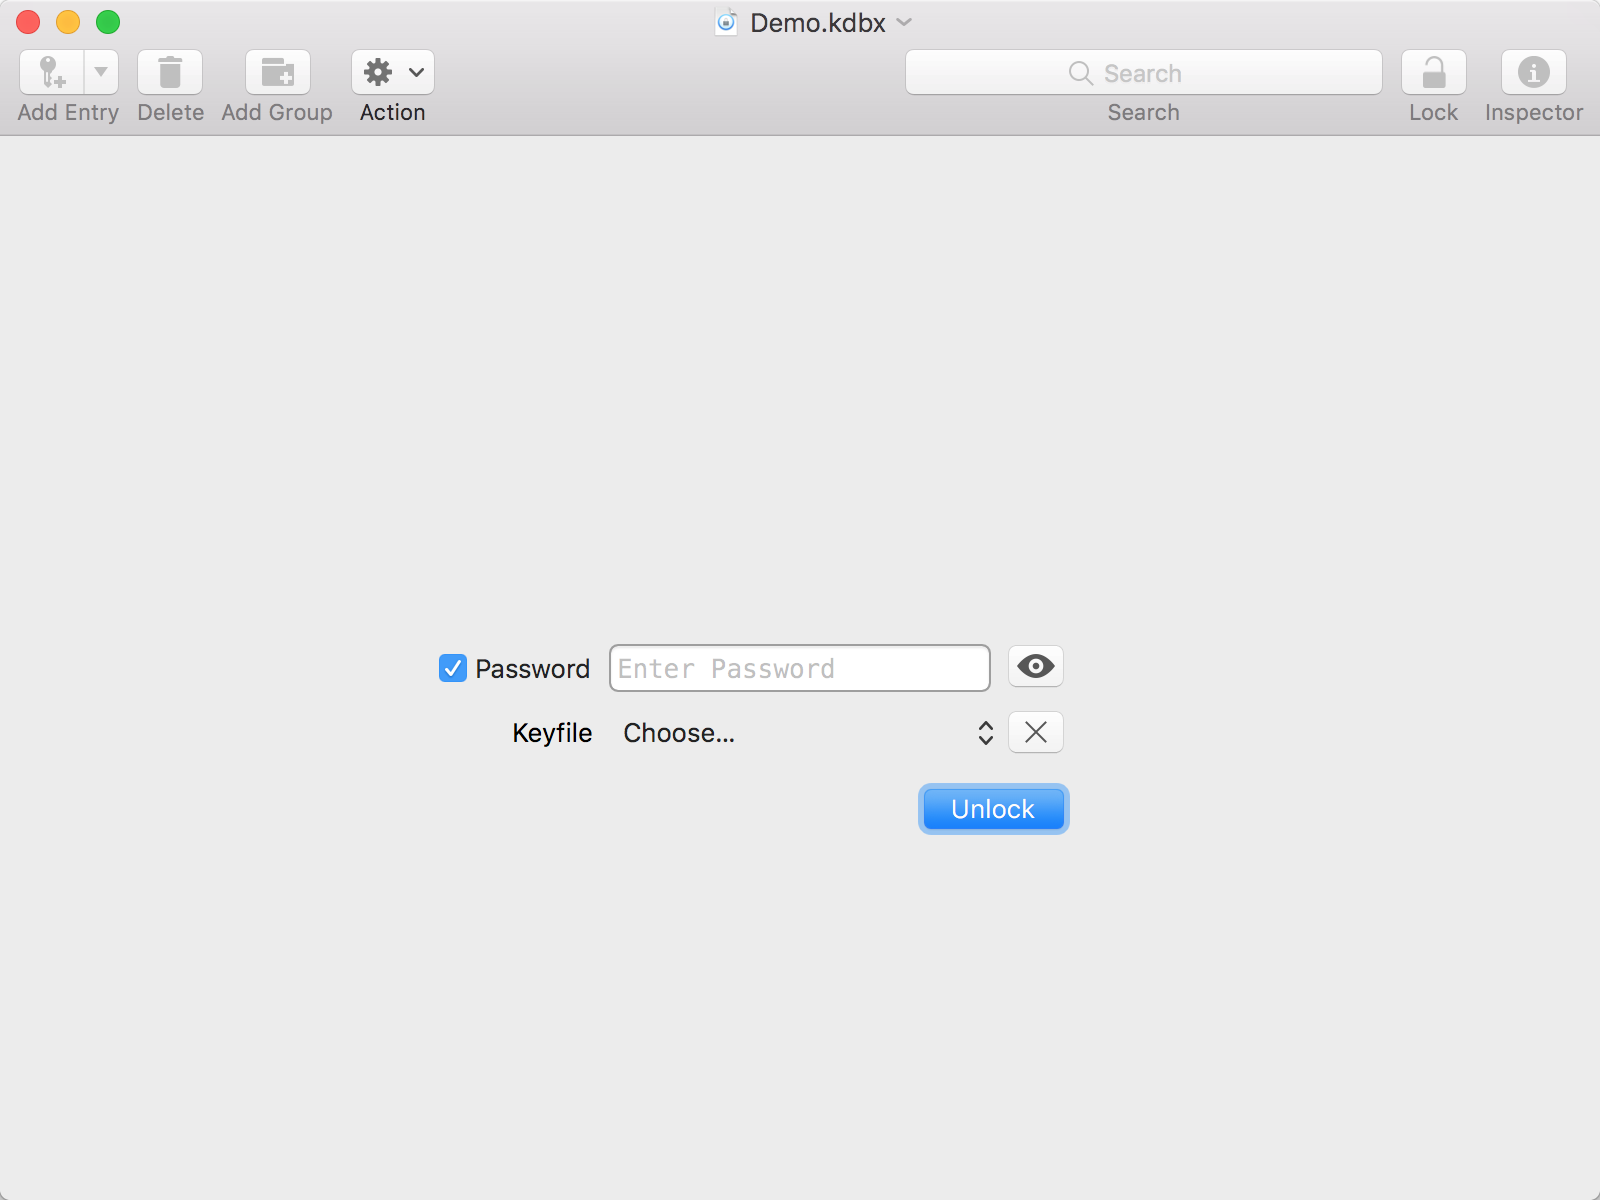 Demo.kdbx
Search
Add Entry Delete Add Group Action Search Lock Inspector
Password Enter Password
Keyfile Choose...
Unlock